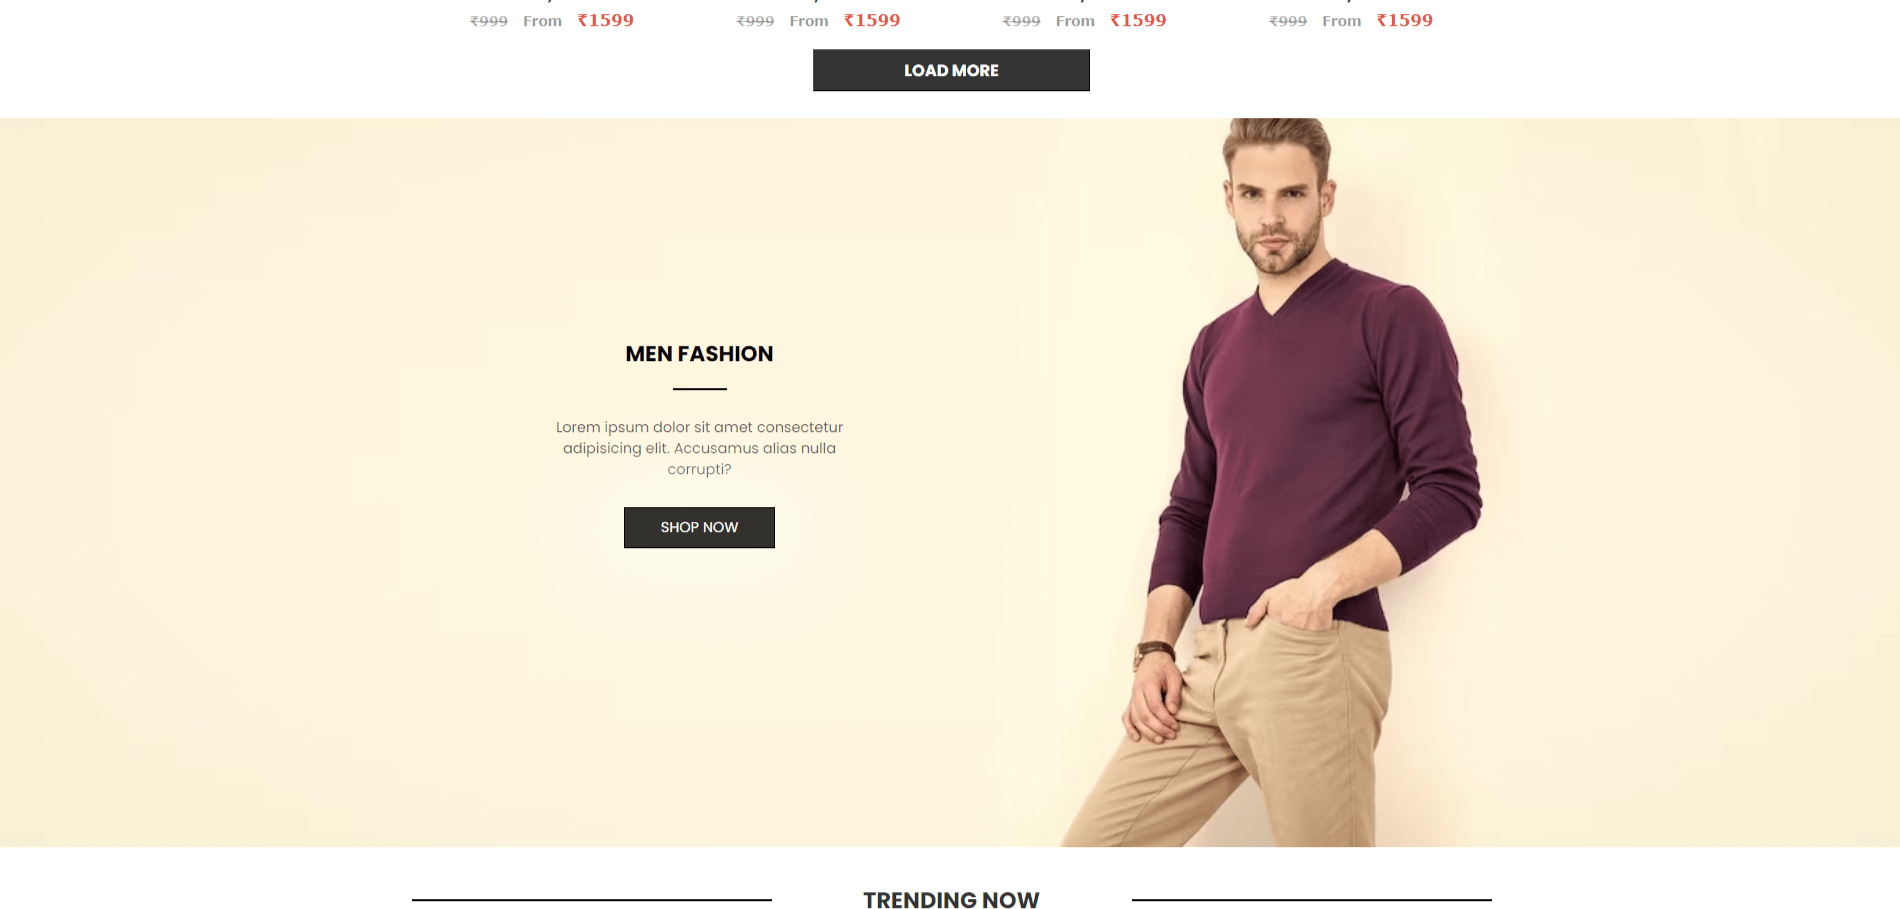 ₹999 From ₹1599 ₹999 From ₹1599 ₹999 From ₹1599 ₹999 From ₹1599
LOAD MORE
MEN FASHION
Lorem ipsum dolor sit amet consectetur
adipisicing elit. Accusamus alias nulla
corrupti?
SHOP NOW
TRENDING NOW